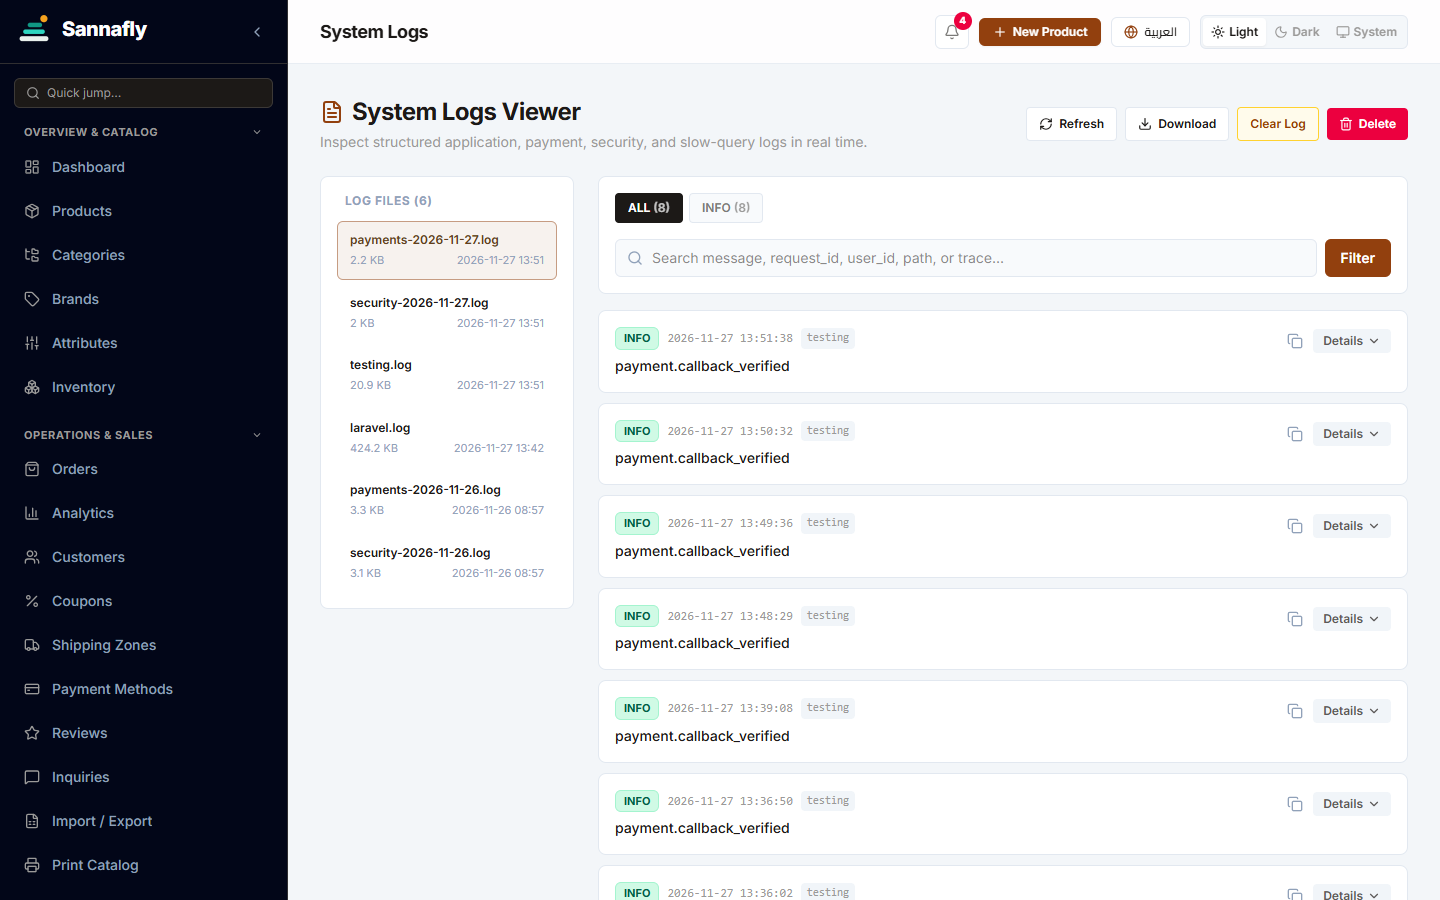 Sannafly
Quick jump...
OVERVIEW & CATALOG
Dashboard
Products
Categories
Brands
Attributes
Inventory
OPERATIONS & SALES
Orders
Analytics
Customers
Coupons
Shipping Zones
Payment Methods
Reviews
Inquiries
Import / Export
Print Catalog
System Logs
4
New Product
العربية
Light
Dark
System
System Logs Viewer
Inspect structured application, payment, security, and slow-query logs in real time.
Refresh
Download
Clear Log
Delete
LOG FILES (6)
payments-2026-11-27.log
2.2 KB 2026-11-27 13:51
security-2026-11-27.log
2 KB 2026-11-27 13:51
testing.log
20.9 KB 2026-11-27 13:51
laravel.log
424.2 KB 2026-11-27 13:42
payments-2026-11-26.log
3.3 KB 2026-11-26 08:57
security-2026-11-26.log
3.1 KB 2026-11-26 08:57
ALL (8) INFO (8)
Search message, request_id, user_id, path, or trace...
Filter
INFO 2026-11-27 13:51:38 testing Details
payment.callback_verified
INFO 2026-11-27 13:50:32 testing Details
payment.callback_verified
INFO 2026-11-27 13:49:36 testing Details
payment.callback_verified
INFO 2026-11-27 13:48:29 testing Details
payment.callback_verified
INFO 2026-11-27 13:39:08 testing Details
payment.callback_verified
INFO 2026-11-27 13:36:50 testing Details
payment.callback_verified
INFO 2026-11-27 13:36:02 testing Details